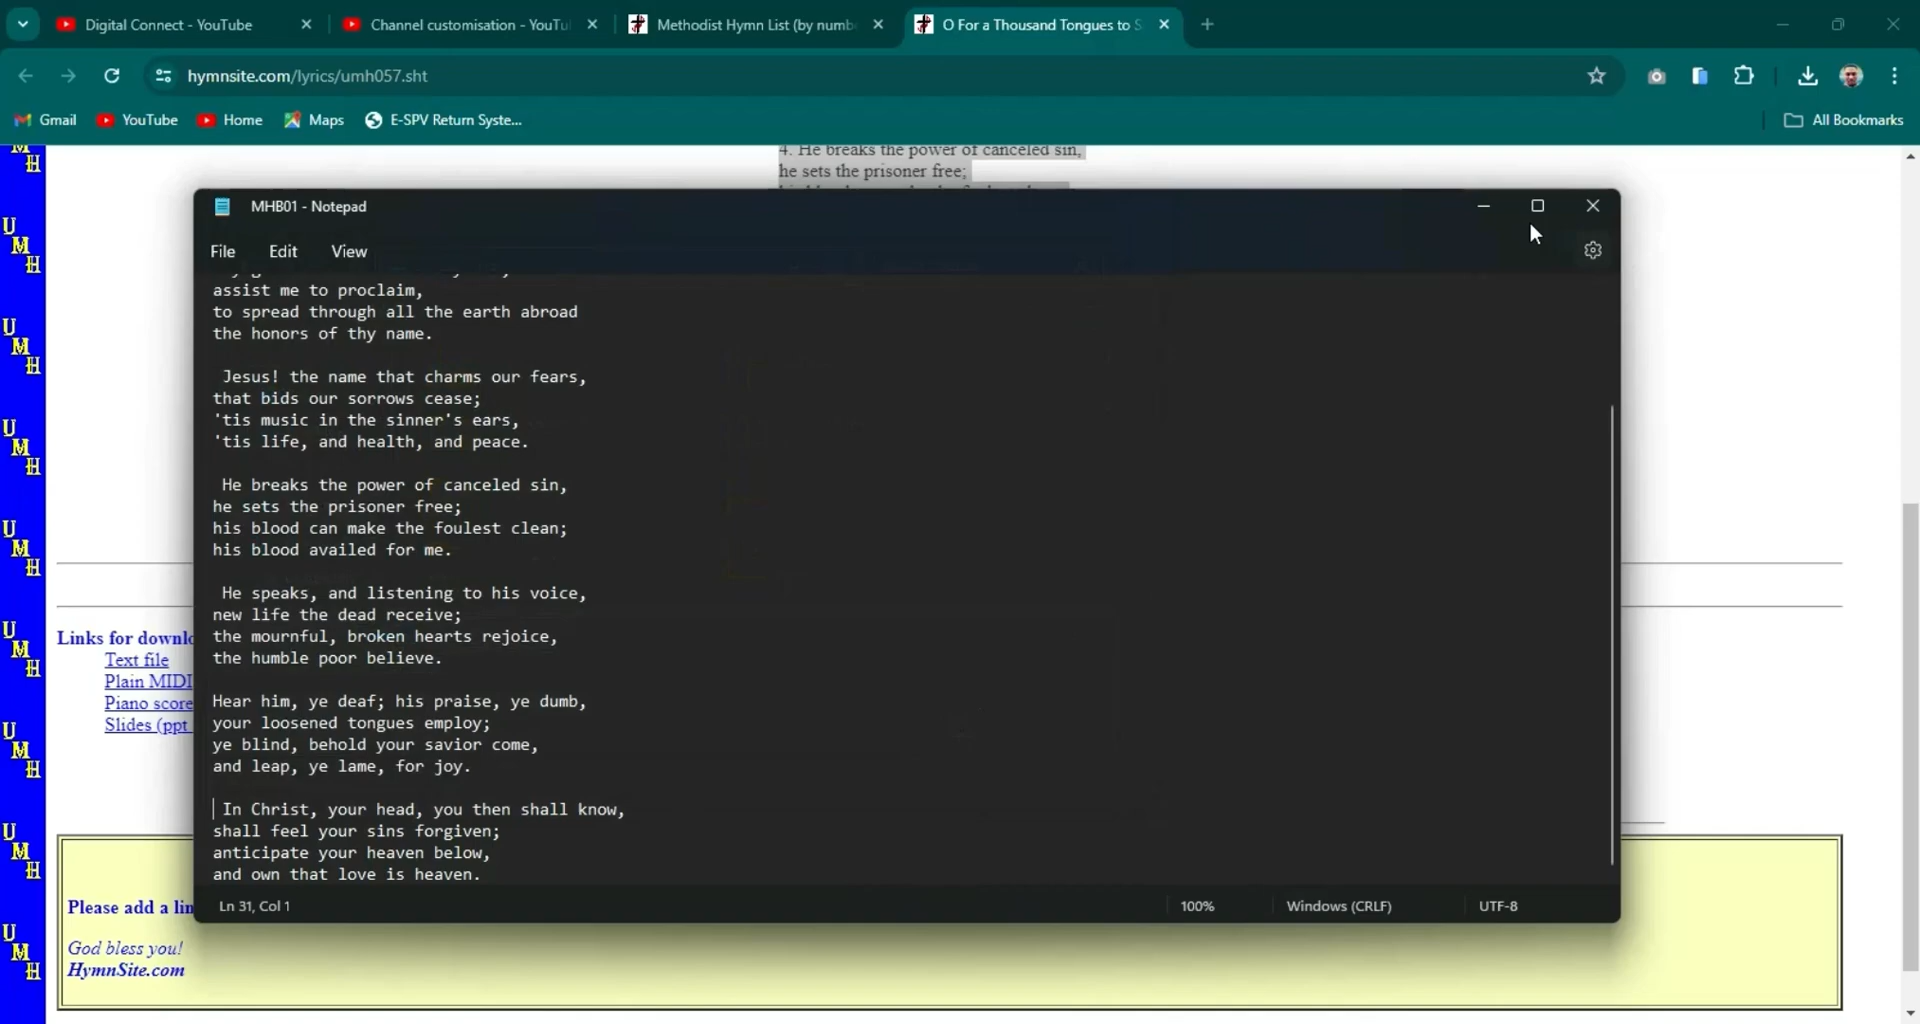 Digital Connect - YouTube
Channel customisation - YouTu
Methodist Hymn List (by numb
O For a Thousand Tongues to S
hymnsite.com/lyrics/umh057.sht
Gmail
YouTube
Home
Maps
E-SPV Return Syste...
All Bookmarks
4. He breaks the power of canceled sin,
he sets the prisoner free;
MHB01 - Notepad
File
Edit
View
assist me to proclaim,
to spread through all the earth abroad
the honors of thy name.
Jesus! the name that charms our fears,
that bids our sorrows cease;
'tis music in the sinner's ears,
'tis life, and health, and peace.
He breaks the power of canceled sin,
he sets the prisoner free;
his blood can make the foulest clean;
his blood availed for me.
He speaks, and listening to his voice,
new life the dead receive;
the mournful, broken hearts rejoice,
the humble poor believe.
Hear him, ye deaf; his praise, ye dumb,
your loosened tongues employ;
ye blind, behold your savior come,
and leap, ye lame, for joy.
In Christ, your head, you then shall know,
shall feel your sins forgiven;
anticipate your heaven below,
and own that love is heaven.
Ln 31, Col 1
100%
Windows (CRLF)
UTF-8
Links for downlo
Text file
Plain MIDI
Piano score
Slides (ppt
Please add a lin
God bless you!
HymnSite.com
M
H
U
M
H
U
M
H
U
M
H
U
M
H
U
M
H
U
M
H
U
M
H
U
M
H